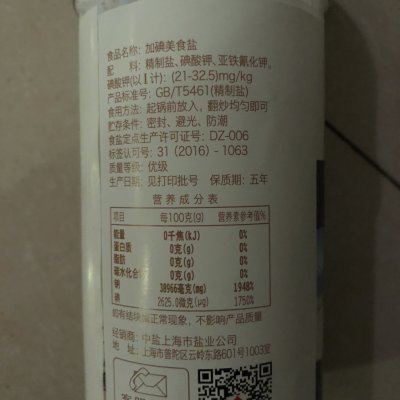 食品名称: 加碘美食盐
配 料: 精制盐、碘酸钾、亚铁氰化钾。
碘酸钾(以I计): (21-32.5)mg/kg
产品标准号: GB/T5461(精制盐)
食用方法: 起锅前放入，翻炒均匀即可
贮存条件: 密封、避光、防潮
食盐定点生产许可证号: DZ-006
标签认可号: 31 (2016) - 1063
质量等级: 优级
生产日期: 见打印批号 保质期: 五年
营养成分表
项目 每100克(g) 营养素参考值%
能量 0千焦(kJ) 0%
蛋白质 0克(g) 0%
脂肪 0克(g) 0%
碳水化合 0克(g) 0%
钠 38966毫克(mg) 1948%
碘 2625.0微克(μg) 1750%
如有结块属正常现象，不影响产品质量
经销商: 中盐上海市盐业公司
地 址: 上海市普陀区云岭东路601号1003室